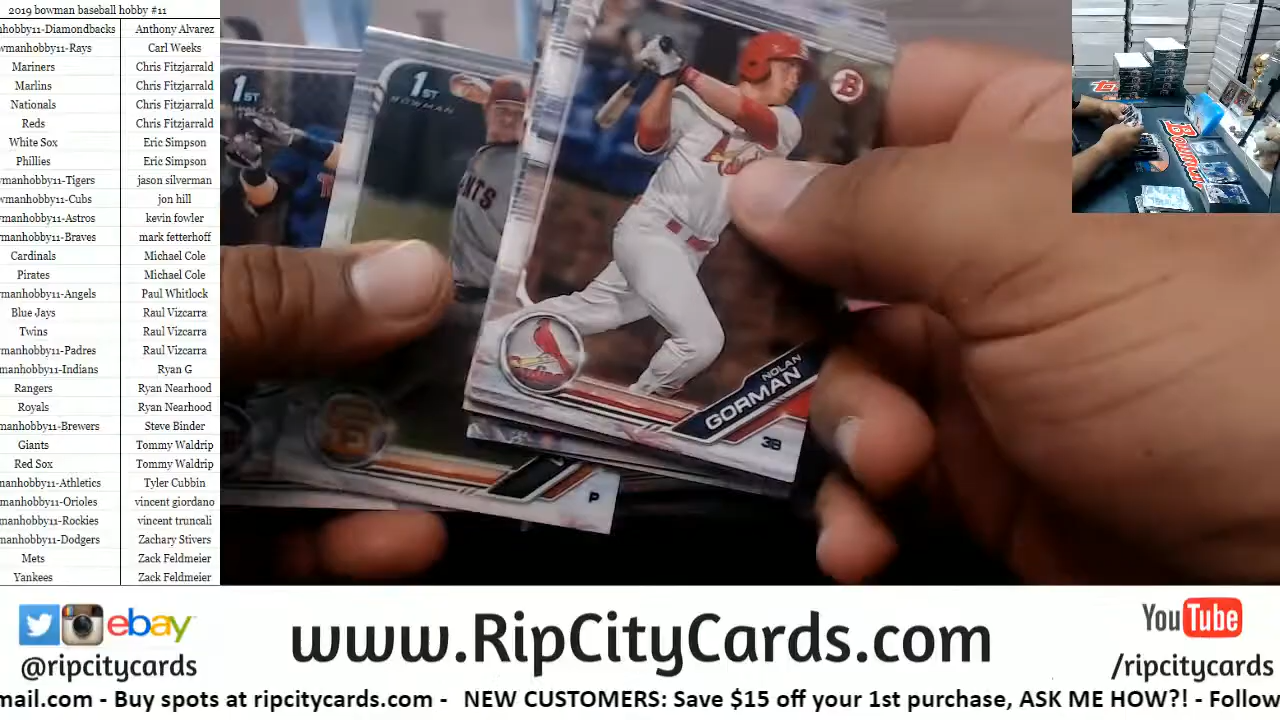 2019 bowman baseball hobby #11
hobby11-Diamondbacks Anthony Alvarez
wmanhobby11-Rays Carl Weeks
Mariners Chris Fitzjarrald
Marlins Chris Fitzjarrald
Nationals Chris Fitzjarrald
Reds Chris Fitzjarrald
White Sox Eric Simpson
Phillies Eric Simpson
wmanhobby11-Tigers jason silverman
wmanhobby11-Cubs jon hill
manhobby11-Astros kevin fowler
manhobby11-Braves mark fetterhoff
Cardinals Michael Cole
Pirates Michael Cole
wmanhobby11-Angels Paul Whitlock
Blue Jays Raul Vizcarra
Twins Raul Vizcarra
wmanhobby11-Padres Raul Vizcarra
manhobby11-Indians Ryan G
Rangers Ryan Nearhood
Royals Ryan Nearhood
manhobby11-Brewers Steve Binder
Giants Tommy Waldrip
Red Sox Tommy Waldrip
manhobby11-Athletics Tyler Cubbin
manhobby11-Orioles vincent giordano
manhobby11-Rockies vincent truncali
manhobby11-Dodgers Zachary Stivers
Mets Zack Feldmeier
Yankees Zack Feldmeier
1ST
1ST
BOWMAN
NTS
B
NOLAN
GORMAN
3B
P
BOWMAN
ebay
@ripcitycards
www.RipCityCards.com
YouTube
/ripcitycards
mail.com - Buy spots at ripcitycards.com - NEW CUSTOMERS: Save $15 off your 1st purchase, ASK ME HOW?! - Follow